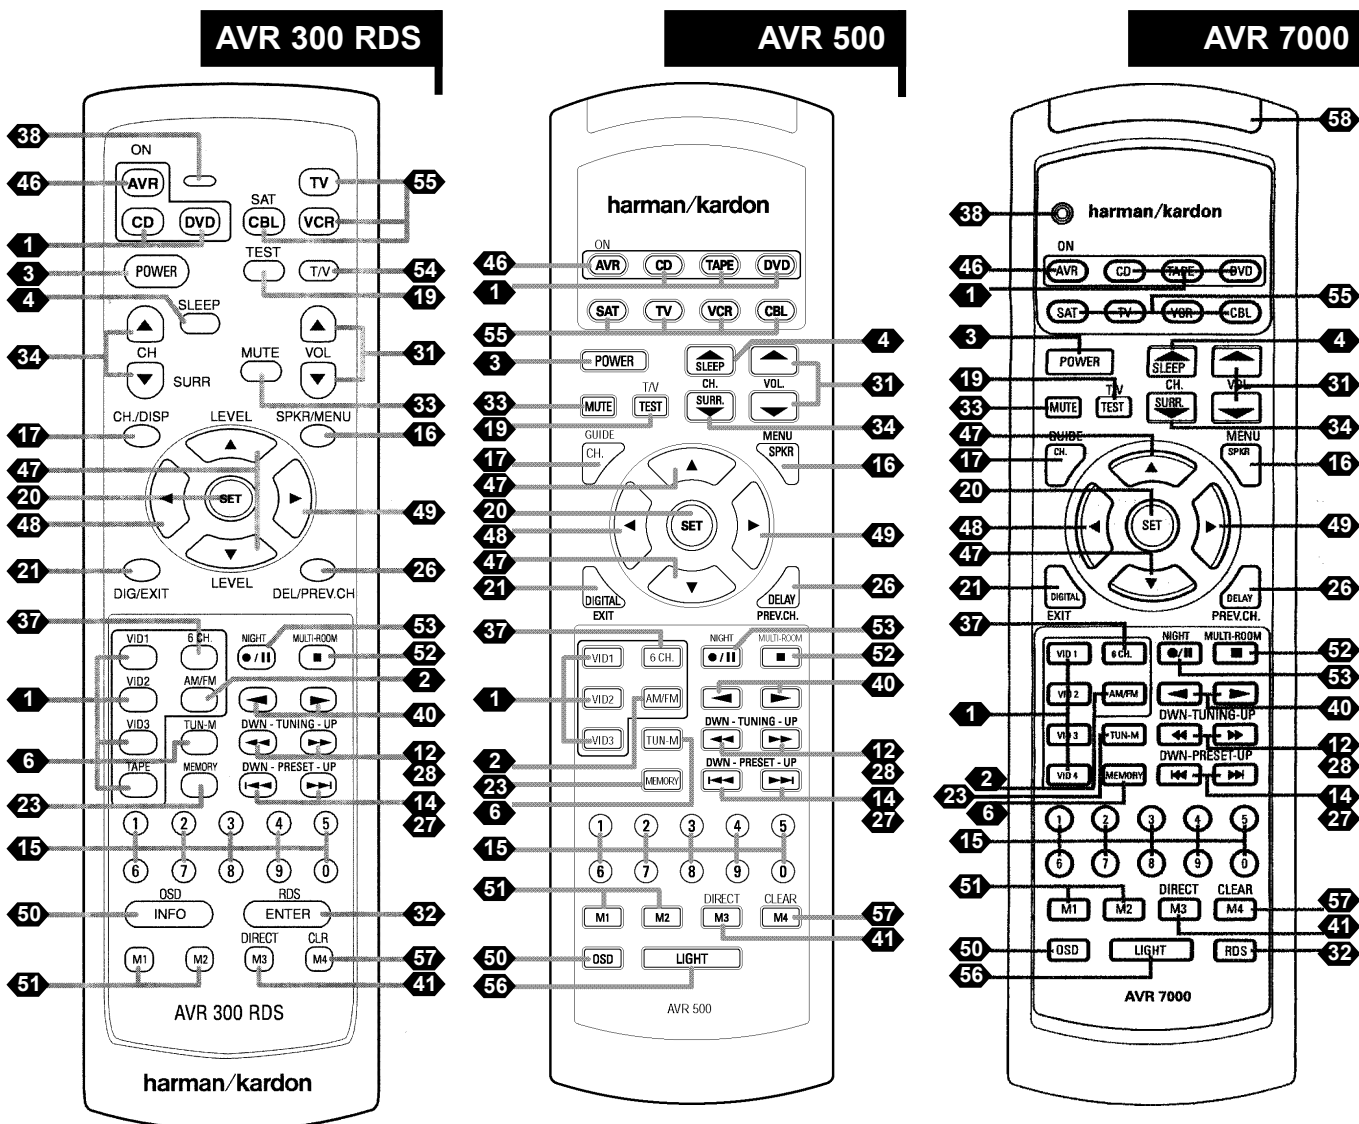 AVR 300 RDS
38
ON
46
AVR
TV
55
SAT
CD
DVD
CBL
VCR
1
TEST
3
POWER
T/V
54
4
19
SLEEP
CH
MUTE
VOL
34
31
SURR
33
CH./DISP
LEVEL
SPKR/MENU
17
16
47
20
SET
48
49
21
26
DIG/EXIT
LEVEL
DEL/PREV.CH
37
VID1
6 CH.
NIGHT
MULTI-ROOM
53
52
VID2
AM/FM
2
1
40
VID3
TUN-M
DWN - TUNING - UP
6
12
TAPE
MEMORY
DWN - PRESET - UP
28
23
14
27
1 2 3 4 5
15
6 7 8 9 0
OSD
RDS
50
INFO
ENTER
32
DIRECT
CLR
M1
M2
M3
M4
57
51
41
AVR 300 RDS
harman/kardon
AVR 500
harman/kardon
ON
46
AVR
CD
TAPE
DVD
1
SAT
TV
VCR
CBL
55
4
3
POWER
SLEEP
T/V
CH.
VOL.
31
33
MUTE
TEST
SURR.
19
34
GUIDE
MENU
17
CH.
SPKR
16
47
20
SET
48
49
47
21
DIGITAL
DELAY
26
EXIT
PREV.CH.
37
NIGHT
MULTI-ROOM
53
VID1
6 CH.
52
40
1
VID2
AM/FM
DWN - TUNING - UP
VID3
TUN-M
12
2
DWN - PRESET - UP
28
23
MEMORY
14
6
27
1 2 3 4 5
15
6 7 8 9 0
51
DIRECT
CLEAR
M1
M2
M3
M4
57
41
50
OSD
LIGHT
56
AVR 500
AVR 7000
58
38
harman/kardon
ON
46
AVR
CD
TAPE
DVD
1
55
SAT
TV
VCR
CBL
3
4
POWER
SLEEP
19
T/V
CH.
VOL.
31
33
MUTE
TEST
SURR.
34
47
GUIDE
MENU
17
CH.
SPKR
16
20
48
SET
49
47
21
DIGITAL
DELAY
26
EXIT
PREV.CH.
37
NIGHT
MULTI-ROOM
VID 1
6 CH.
52
53
VID 2
AM/FM
40
1
DWN-TUNING-UP
VID 3
TUN-M
12
DWN-PRESET-UP
28
2
VID 4
MEMORY
23
14
6
27
1 2 3 4 5
15
6 7 8 9 0
51
DIRECT
CLEAR
M1
M2
M3
M4
57
41
50
OSD
LIGHT
RDS
32
56
AVR 7000